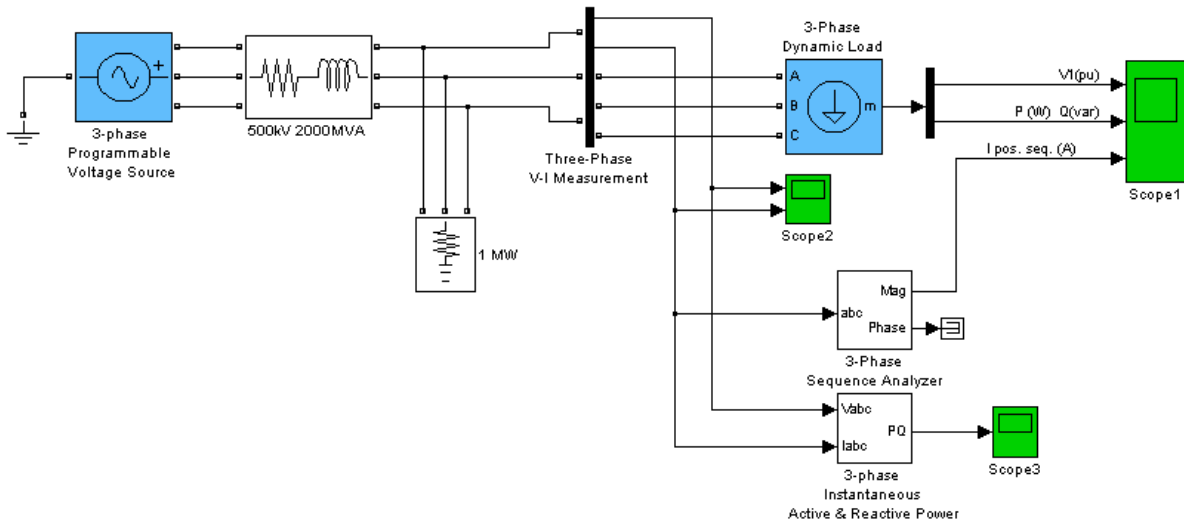 3-Phase
Dynamic Load
+
A
B
C
m
V1(pu)
P (W) Q(var)
I pos. seq. (A)
Scope1
3-phase
Programmable
Voltage Source
500kV 2000MVA
Three-Phase
V-I Measurement
Scope2
1 MW
Mag
abc
Phase
3-Phase
Sequence Analyzer
Vabc
PQ
Iabc
Scope3
3-phase
Instantaneous
Active & Reactive Power